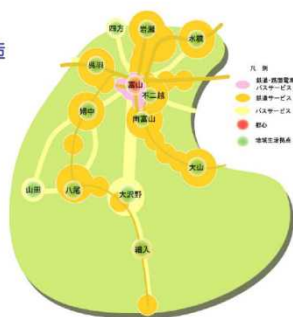 造
四方
岩瀬
水橋
呉羽
富山
不二越
婦中
南富山
大山
山田
八尾
大沢野
細入
凡 例
鉄道・路面電車
バスサービス
鉄道サービス
バスサービス
都心
地域生活拠点